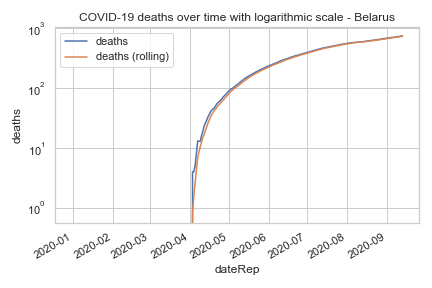 COVID-19 deaths over time with logarithmic scale - Belarus
10³
deaths
deaths (rolling)
10²
10¹
10⁰
deaths
2020-01
2020-02
2020-03
2020-04
2020-05
2020-06
2020-07
2020-08
2020-09
dateRep